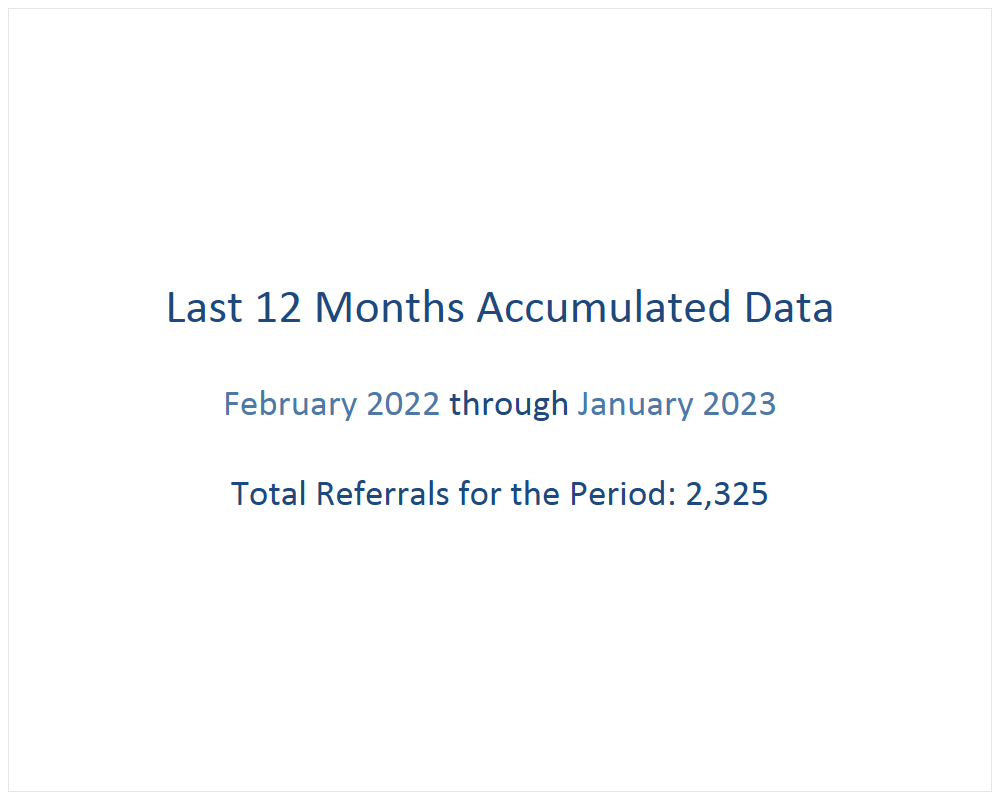 Last 12 Months Accumulated Data
February 2022 through January 2023
Total Referrals for the Period: 2,325